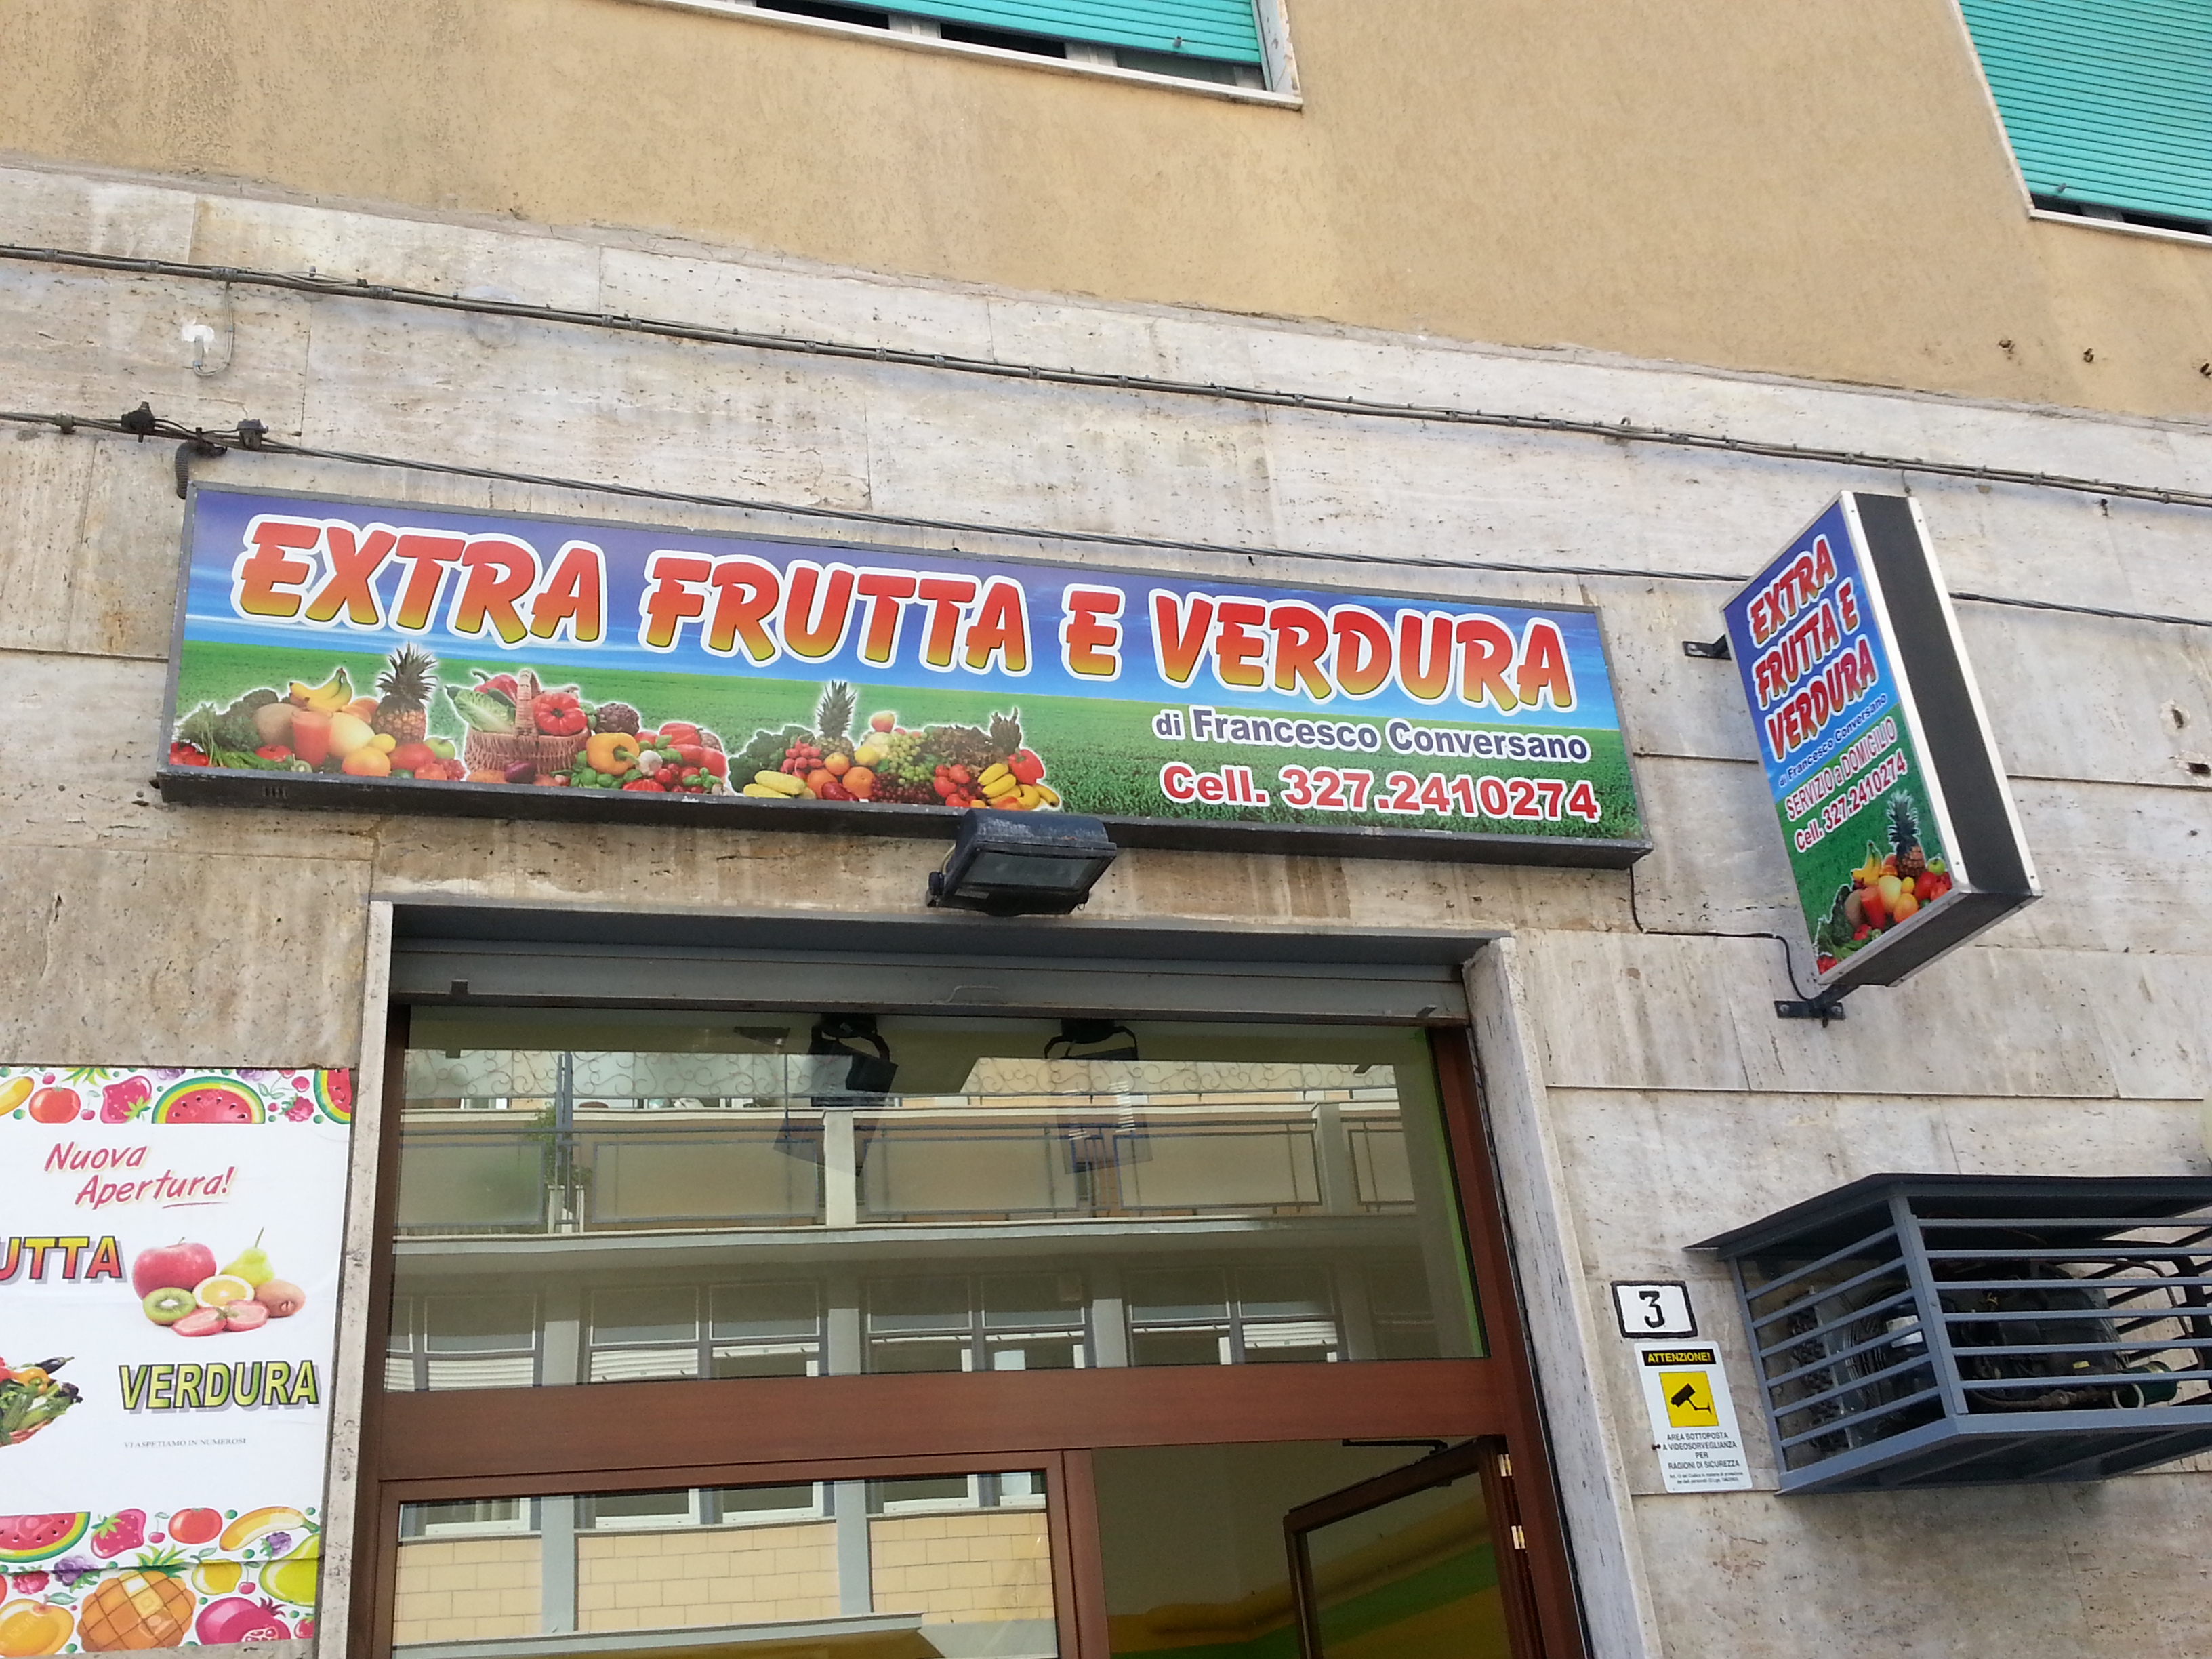 EXTRA FRUTTA E VERDURA
di Francesco Conversano
Cell. 327.2410274
EXTRA
FRUTTA E
VERDURA
di Francesco Conversano
SERVIZIO a DOMICILIO
Cell. 327.2410274
Nuova
Apertura!
UTTA
VERDURA
VI ASPETTIAMO IN NUMEROSI
3
ATTENZIONE!
AREA SOTTOPOSTA
A VIDEOSORVEGLIANZA
PER
RAGIONI DI SICUREZZA